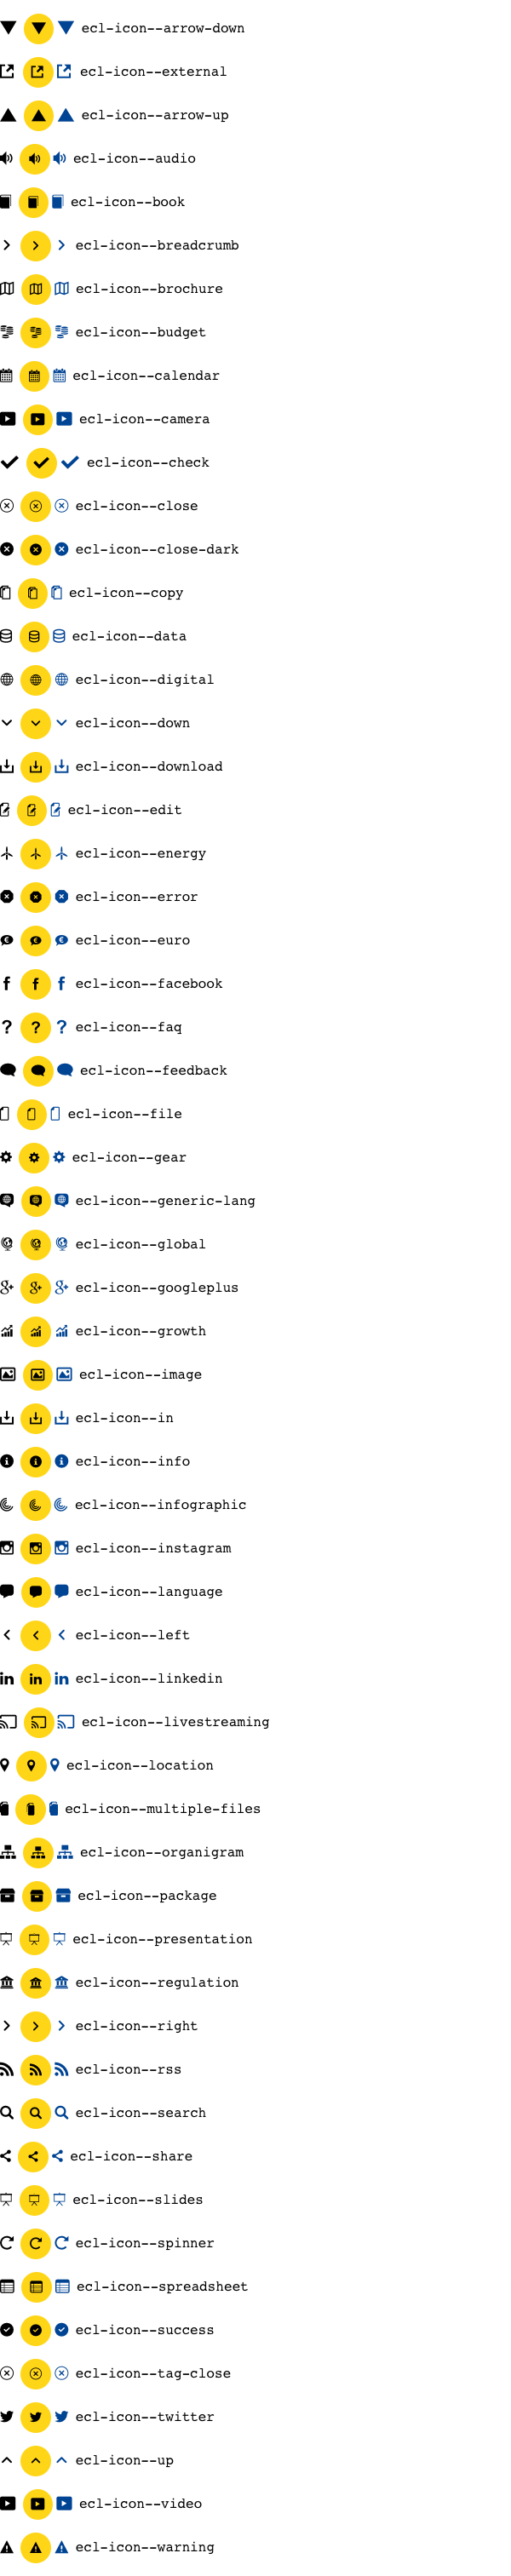 ecl-icon--arrow-down
ecl-icon--external
ecl-icon--arrow-up
ecl-icon--audio
ecl-icon--book
ecl-icon--breadcrumb
ecl-icon--brochure
ecl-icon--budget
ecl-icon--calendar
ecl-icon--camera
ecl-icon--check
ecl-icon--close
ecl-icon--close-dark
ecl-icon--copy
ecl-icon--data
ecl-icon--digital
ecl-icon--down
ecl-icon--download
ecl-icon--edit
ecl-icon--energy
ecl-icon--error
ecl-icon--euro
ecl-icon--facebook
ecl-icon--faq
ecl-icon--feedback
ecl-icon--file
ecl-icon--gear
ecl-icon--generic-lang
ecl-icon--global
ecl-icon--googleplus
ecl-icon--growth
ecl-icon--image
ecl-icon--in
ecl-icon--info
ecl-icon--infographic
ecl-icon--instagram
ecl-icon--language
ecl-icon--left
ecl-icon--linkedin
ecl-icon--livestreaming
ecl-icon--location
ecl-icon--multiple-files
ecl-icon--organigram
ecl-icon--package
ecl-icon--presentation
ecl-icon--regulation
ecl-icon--right
ecl-icon--rss
ecl-icon--search
ecl-icon--share
ecl-icon--slides
ecl-icon--spinner
ecl-icon--spreadsheet
ecl-icon--success
ecl-icon--tag-close
ecl-icon--twitter
ecl-icon--up
ecl-icon--video
ecl-icon--warning